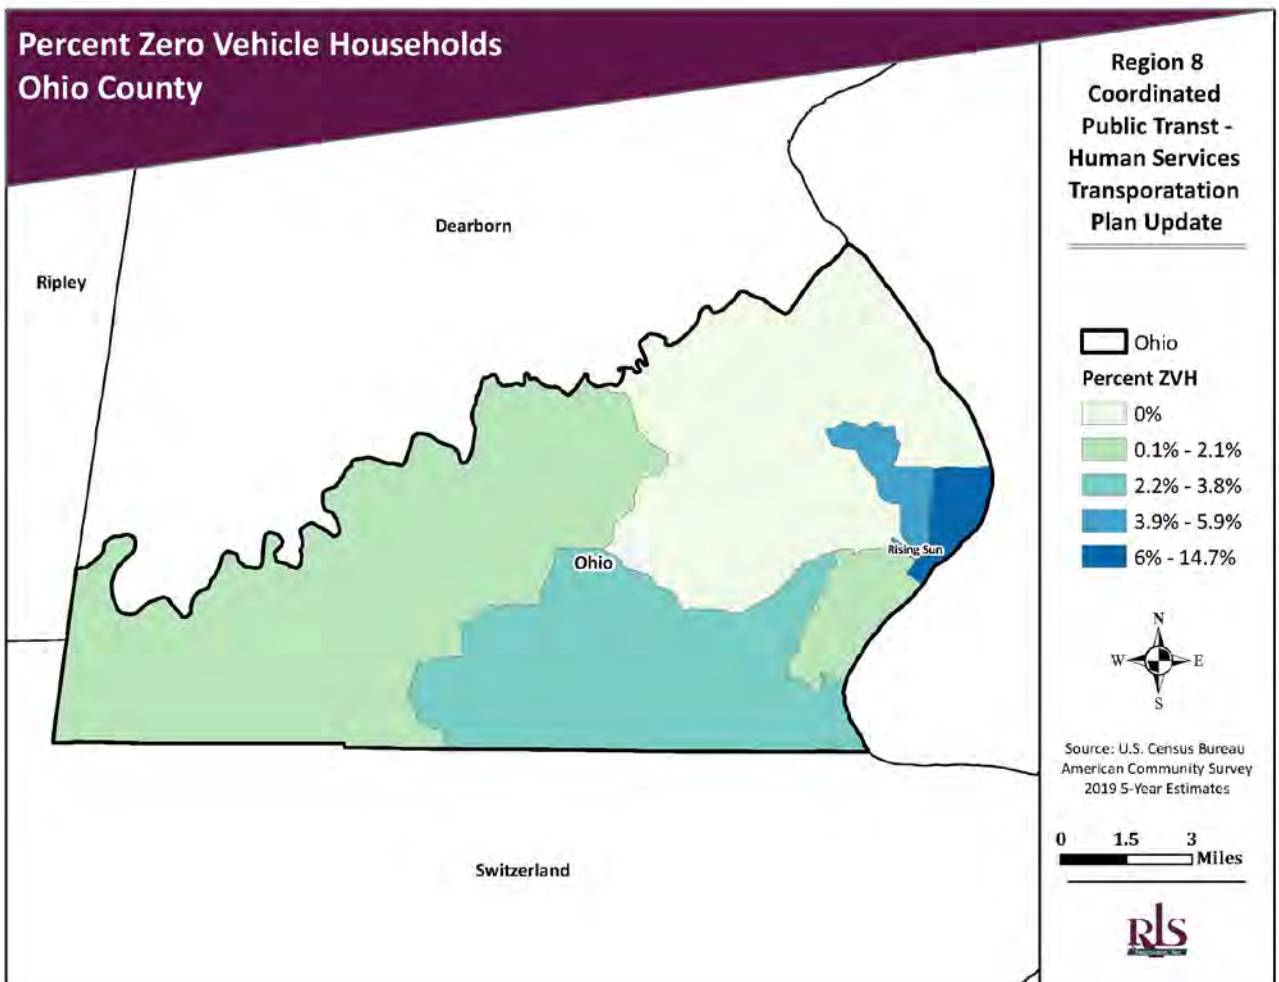 Percent Zero Vehicle Households
Ohio County
Region 8
Coordinated
Public Transt -
Human Services
Transporatation
Plan Update
Dearborn
Ripley
Ohio
Rising Sun
Switzerland
Ohio
Percent ZVH
0%
0.1% - 2.1%
2.2% - 3.8%
3.9% - 5.9%
6% - 14.7%
N
W E
S
Source: U.S. Census Bureau
American Community Survey
2019 5-Year Estimates
0 1.5 3
Miles
RLS